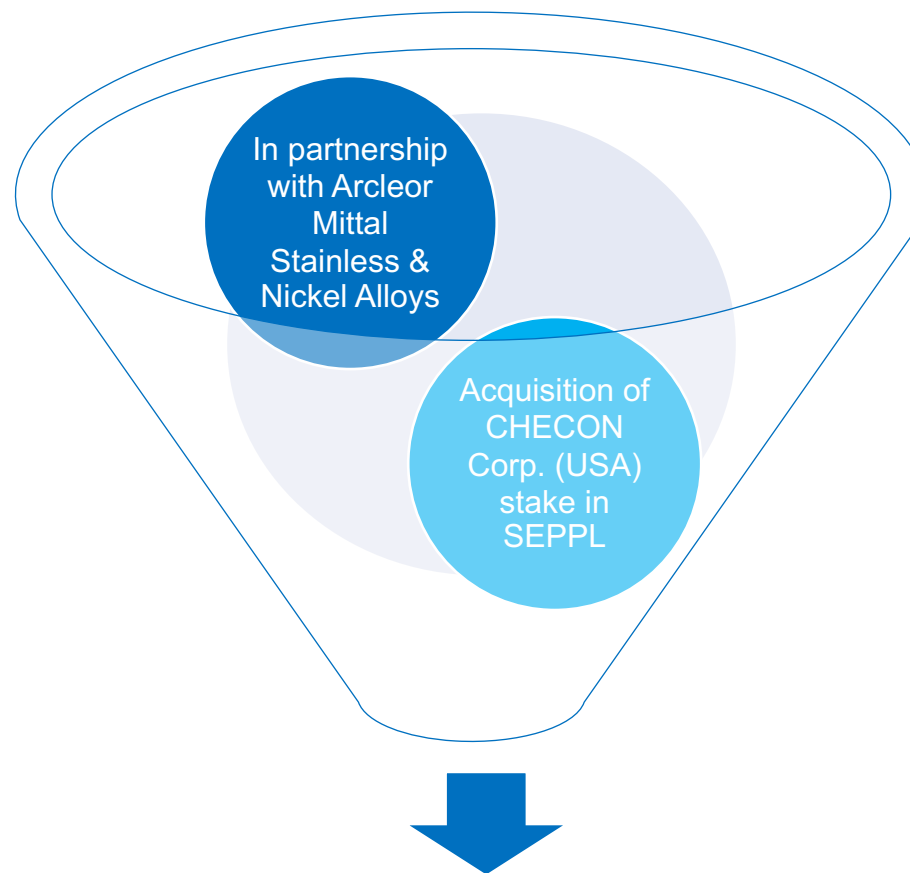 In partnership
with Arcleor
Mittal
Stainless &
Nickel Alloys
Acquisition of
CHECON
Corp. (USA)
stake in
SEPPL